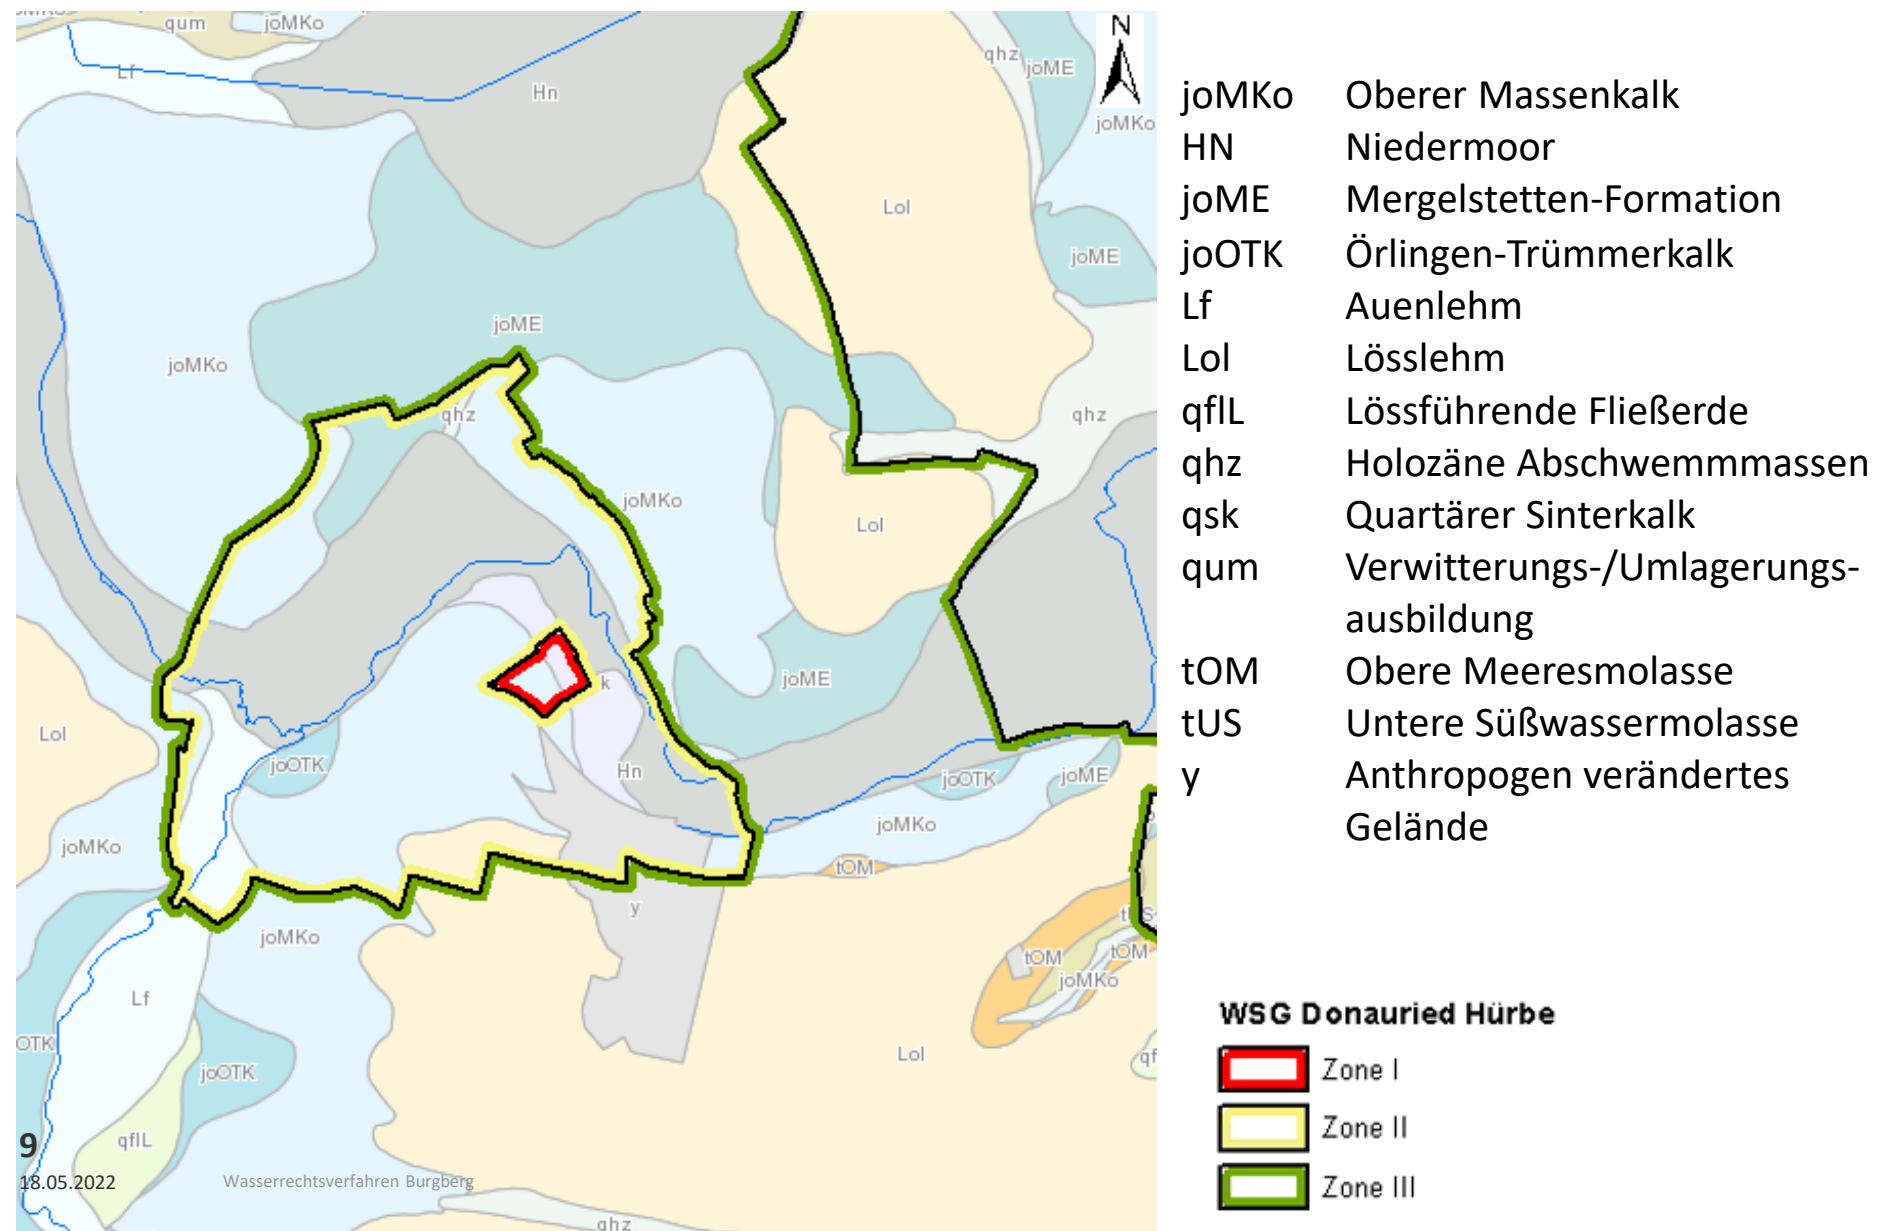 qum
joMKo
Lf
Hn
N
qhz
joME
joMKo
Lol
joME
joME
joMKo
qhz
qhz
joMKo
Lol
joME
Lol
joOTK
Hn
joOTK
joME
joMKo
joMKo
tOM
y
joMKo
tOM
tOM
joMKo
Lf
Lol
joOTK
qflL
qhz
9
18.05.2022
Wasserrechtsverfahren Burgberg
joMKo Oberer Massenkalk
HN Niedermoor
joME Mergelstetten-Formation
joOTK Örlingen-Trümmerkalk
Lf Auenlehm
Lol Lösslehm
qflL Lössführende Fließerde
qhz Holozäne Abschwemmmassen
qsk Quartärer Sinterkalk
qum Verwitterungs-/Umlagerungs-
ausbildung
tOM Obere Meeresmolasse
tUS Untere Süßwassermolasse
y Anthropogen verändertes
Gelände
WSG Donauried Hürbe
Zone I
Zone II
Zone III